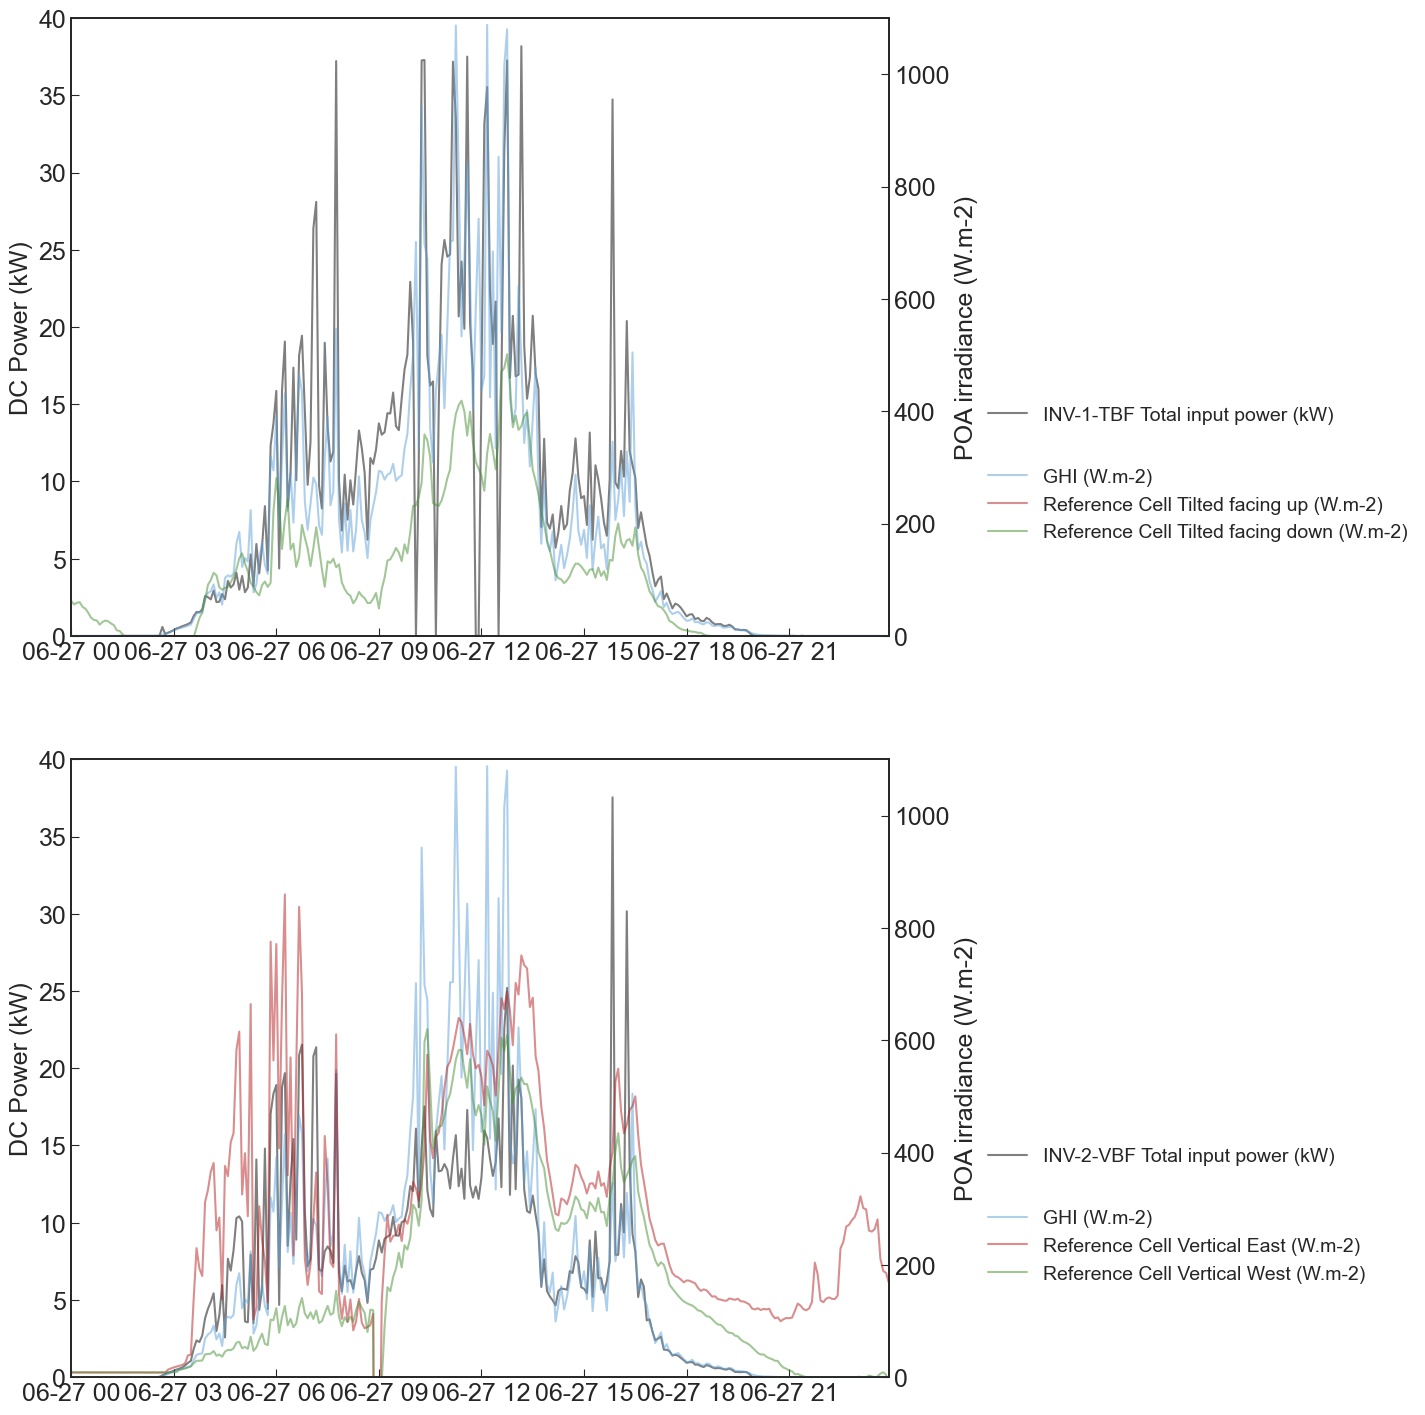 40
35
30
25
20
15
10
5
0
DC Power (kW)
1000
800
600
400
200
0
POA irradiance (W.m-2)
06-27 00 06-27 03 06-27 06 06-27 09 06-27 12 06-27 15 06-27 18 06-27 21
INV-1-TBF Total input power (kW)
GHI (W.m-2)
Reference Cell Tilted facing up (W.m-2)
Reference Cell Tilted facing down (W.m-2)
40
35
30
25
20
15
10
5
0
DC Power (kW)
1000
800
600
400
200
0
POA irradiance (W.m-2)
06-27 00 06-27 03 06-27 06 06-27 09 06-27 12 06-27 15 06-27 18 06-27 21
INV-2-VBF Total input power (kW)
GHI (W.m-2)
Reference Cell Vertical East (W.m-2)
Reference Cell Vertical West (W.m-2)